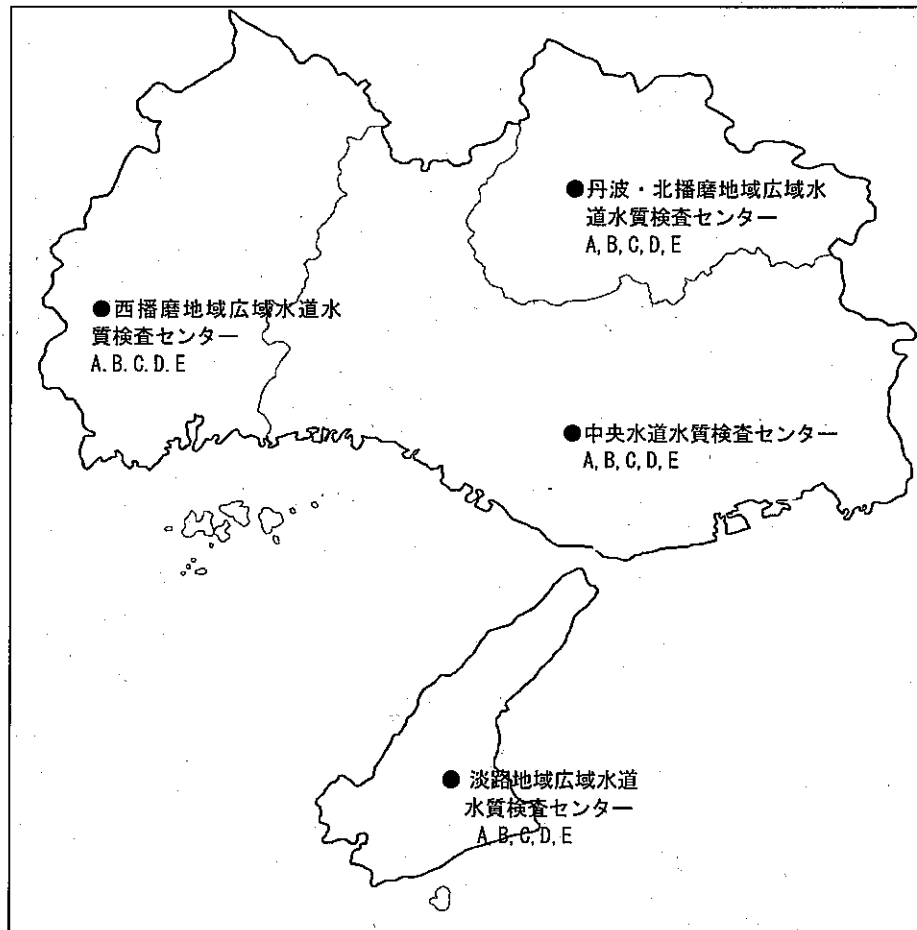 ●丹波・北播磨地域広域水
道水質検査センター
A, B, C, D, E
●西播磨地域広域水道水
質検査センター
A. B. C. D. E
●中央水道水質検査センター
A, B, C, D, E
● 淡路地域広域水道
水質検査センター
A, B, C, D, E